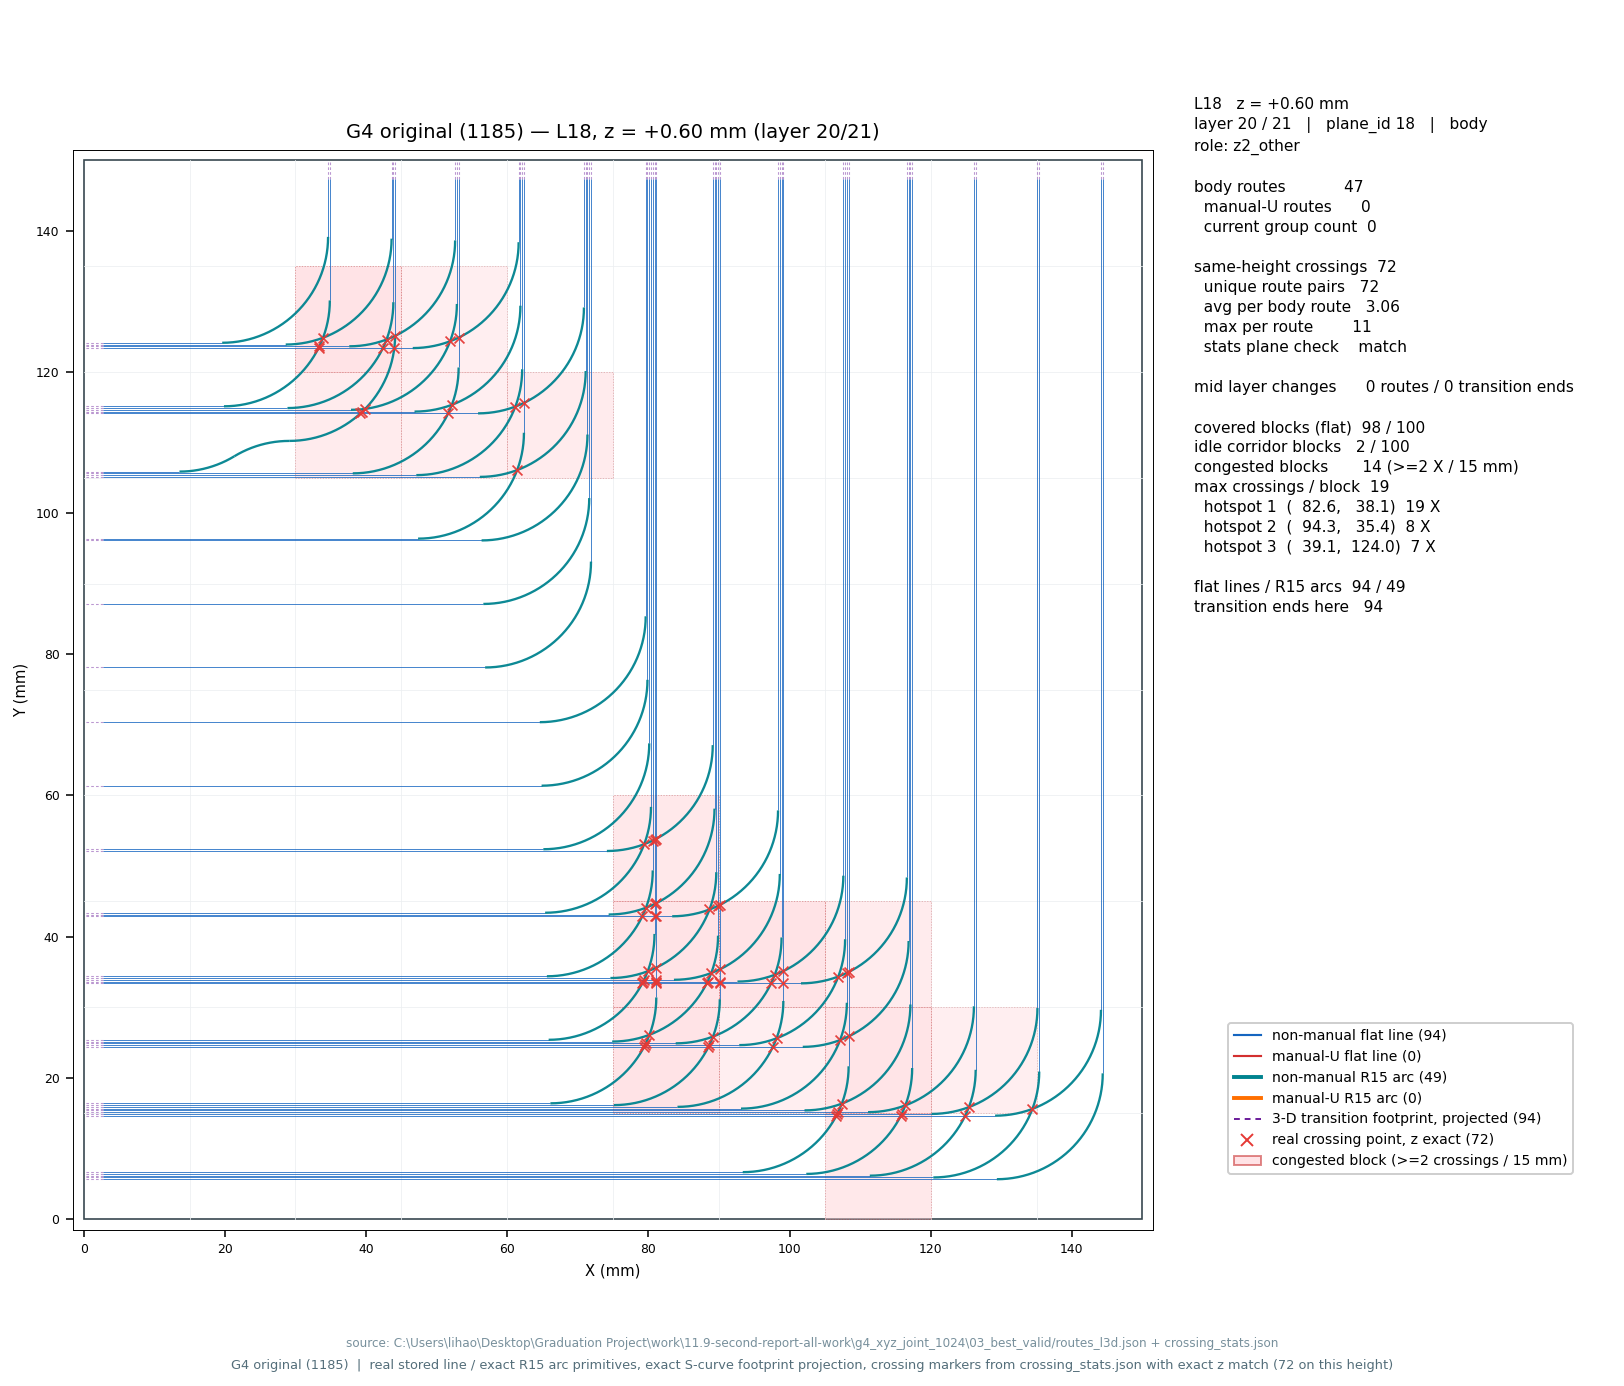 G4 original (1185) — L18, z = +0.60 mm (layer 20/21)
L18 z = +0.60 mm
layer 20 / 21 | plane_id 18 | body
role: z2_other
body routes 47
manual-U routes 0
current group count 0
same-height crossings 72
unique route pairs 72
avg per body route 3.06
max per route 11
stats plane check match
mid layer changes 0 routes / 0 transition ends
covered blocks (flat) 98 / 100
idle corridor blocks 2 / 100
congested blocks 14 (>=2 X / 15 mm)
max crossings / block 19
hotspot 1 ( 82.6, 38.1) 19 X
hotspot 2 ( 94.3, 35.4) 8 X
hotspot 3 ( 39.1, 124.0) 7 X
flat lines / R15 arcs 94 / 49
transition ends here 94
140
120
100
80
60
40
20
0
Y (mm)
0 20 40 60 80 100 120 140
X (mm)
non-manual flat line (94)
manual-U flat line (0)
non-manual R15 arc (49)
manual-U R15 arc (0)
3-D transition footprint, projected (94)
real crossing point, z exact (72)
congested block (>=2 crossings / 15 mm)
source: C:\Users\lihao\Desktop\Graduation Project\work\11.9-second-report-all-work\g4_xyz_joint_1024\03_best_valid/routes_l3d.json + crossing_stats.json
G4 original (1185) | real stored line / exact R15 arc primitives, exact S-curve footprint projection, crossing markers from crossing_stats.json with exact z match (72 on this height)